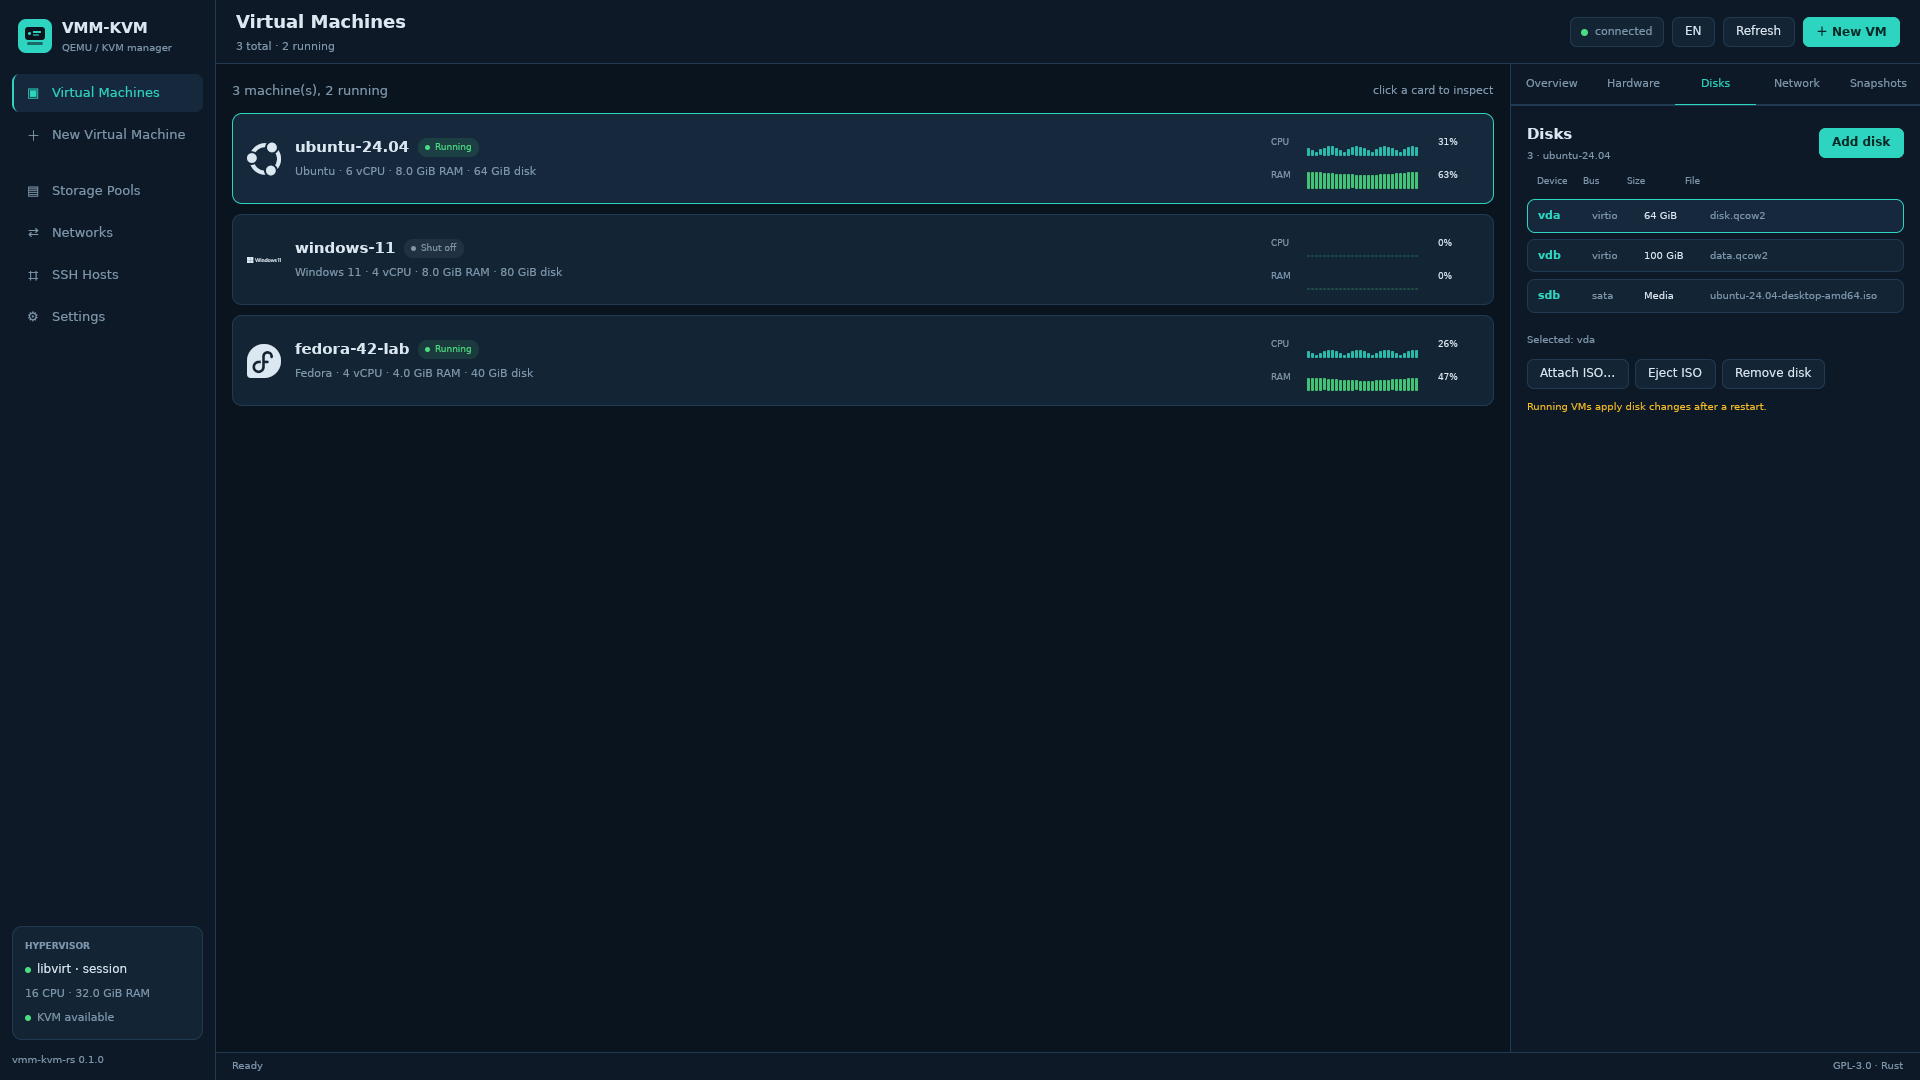 VMM-KVM
QEMU / KVM manager
Virtual Machines
New Virtual Machine
Storage Pools
Networks
SSH Hosts
Settings
HYPERVISOR
libvirt · session
16 CPU · 32.0 GiB RAM
KVM available
vmm-kvm-rs 0.1.0
Virtual Machines
3 total · 2 running
connected
EN
Refresh
+ New VM
3 machine(s), 2 running
click a card to inspect
ubuntu-24.04 Running
Ubuntu · 6 vCPU · 8.0 GiB RAM · 64 GiB disk
CPU 31%
RAM 63%
Windows 11
windows-11 Shut off
Windows 11 · 4 vCPU · 8.0 GiB RAM · 80 GiB disk
CPU 0%
RAM 0%
fedora-42-lab Running
Fedora · 4 vCPU · 4.0 GiB RAM · 40 GiB disk
CPU 26%
RAM 47%
Overview Hardware Disks Network Snapshots
Disks
3 · ubuntu-24.04
Add disk
Device Bus Size File
vda virtio 64 GiB disk.qcow2
vdb virtio 100 GiB data.qcow2
sdb sata Media ubuntu-24.04-desktop-amd64.iso
Selected: vda
Attach ISO... Eject ISO Remove disk
Running VMs apply disk changes after a restart.
Ready
GPL-3.0 · Rust